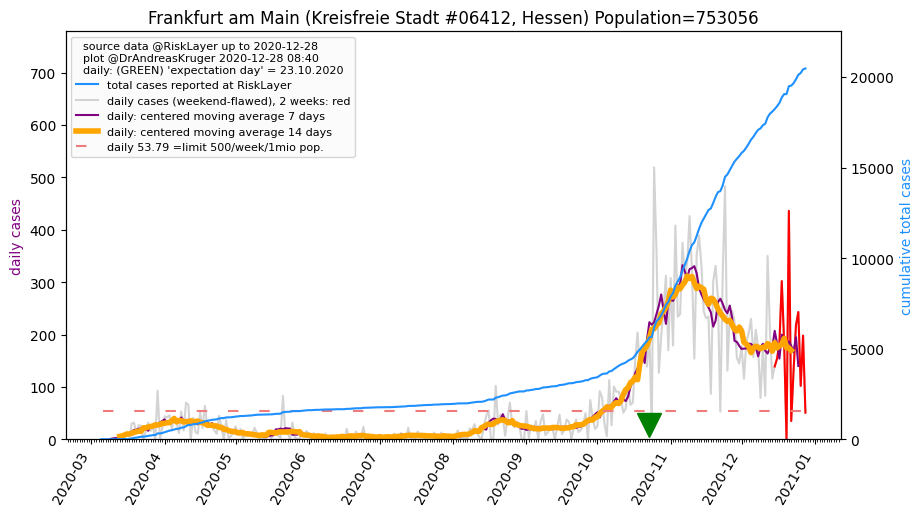 Frankfurt am Main (Kreisfreie Stadt #06412, Hessen) Population=753056
source data @RiskLayer up to 2020-12-28
plot @DrAndreasKruger 2020-12-28 08:40
daily: (GREEN) 'expectation day' = 23.10.2020
total cases reported at RiskLayer
daily cases (weekend-flawed), 2 weeks: red
daily: centered moving average 7 days
daily: centered moving average 14 days
daily 53.79 =limit 500/week/1mio pop.
daily cases
700
600
500
400
300
200
100
0
cumulative total cases
20000
15000
10000
5000
0
2020-03
2020-04
2020-05
2020-06
2020-07
2020-08
2020-09
2020-10
2020-11
2020-12
2021-01